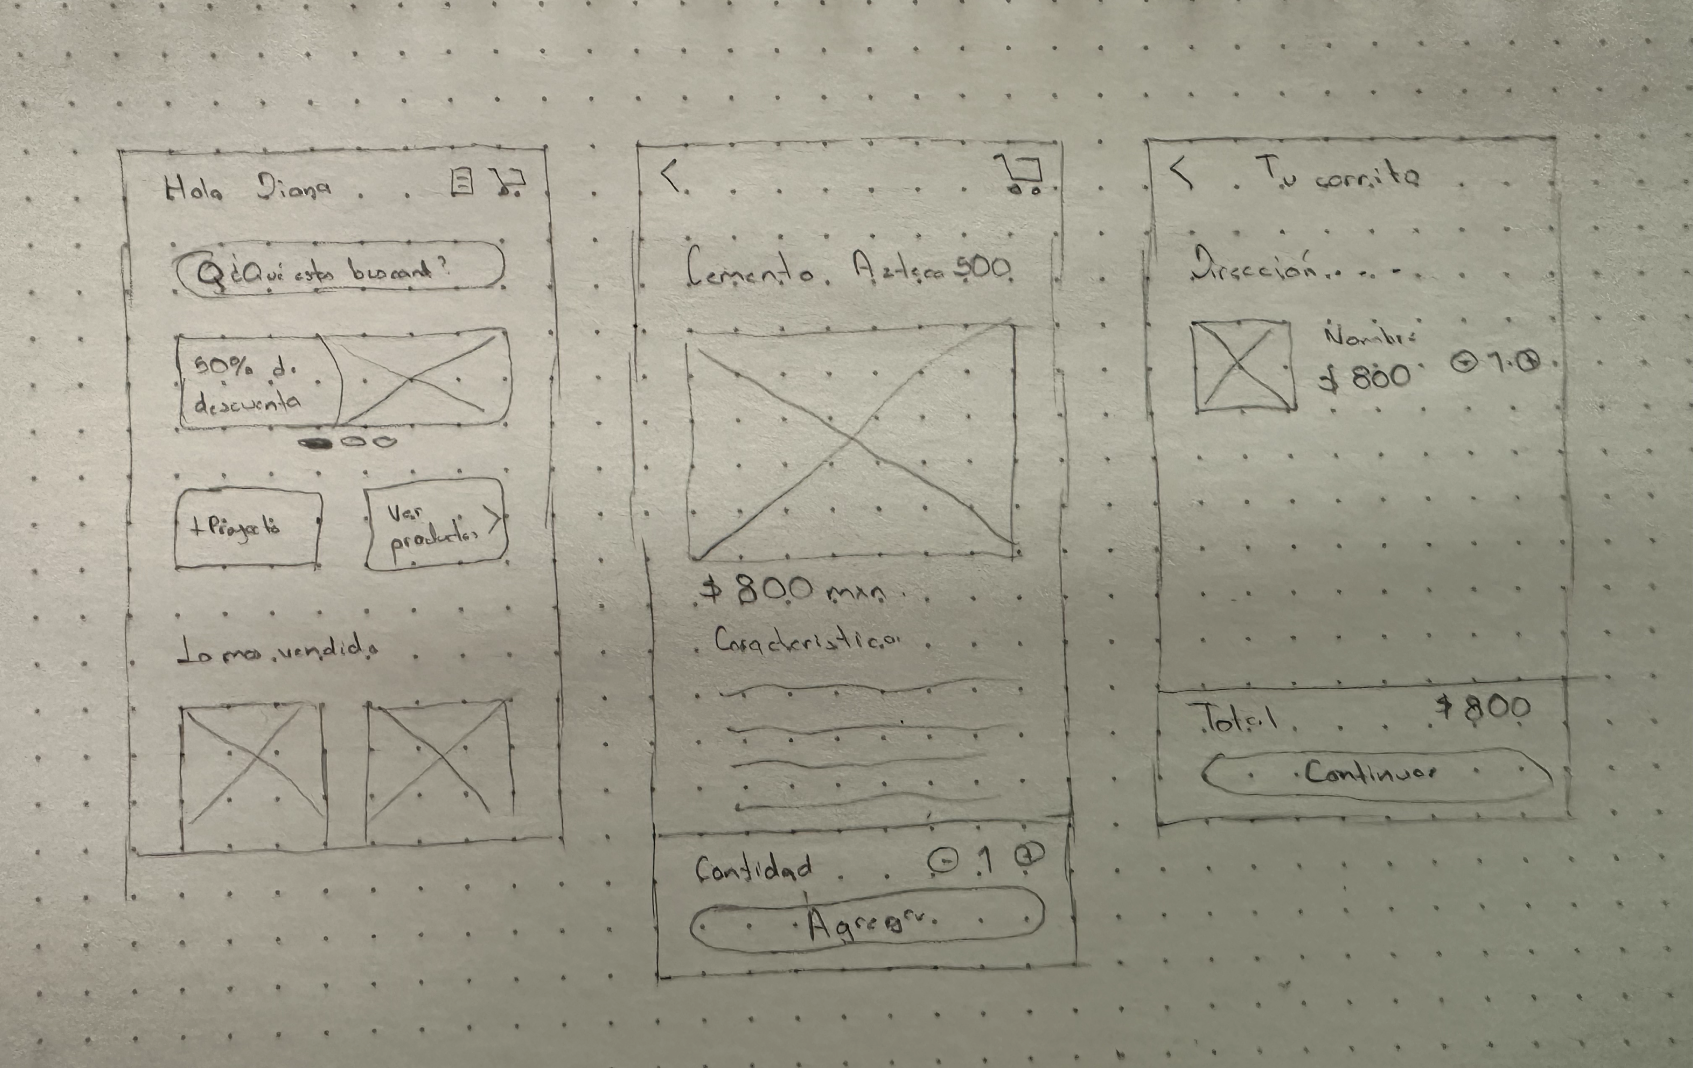 Hola Diana
¿Qué estas buscand?
50% de
descuento
+ Proyecto
Ver
productos >
Lo mas vendido
<
Cemento Azteca 500
$ 800 mxn
Caracteristicas
Cantidad - 1 +
Agregar
< Tu carrito
Dirección....
Nombre
$ 800 - 1 +
Total $ 800
Continuar